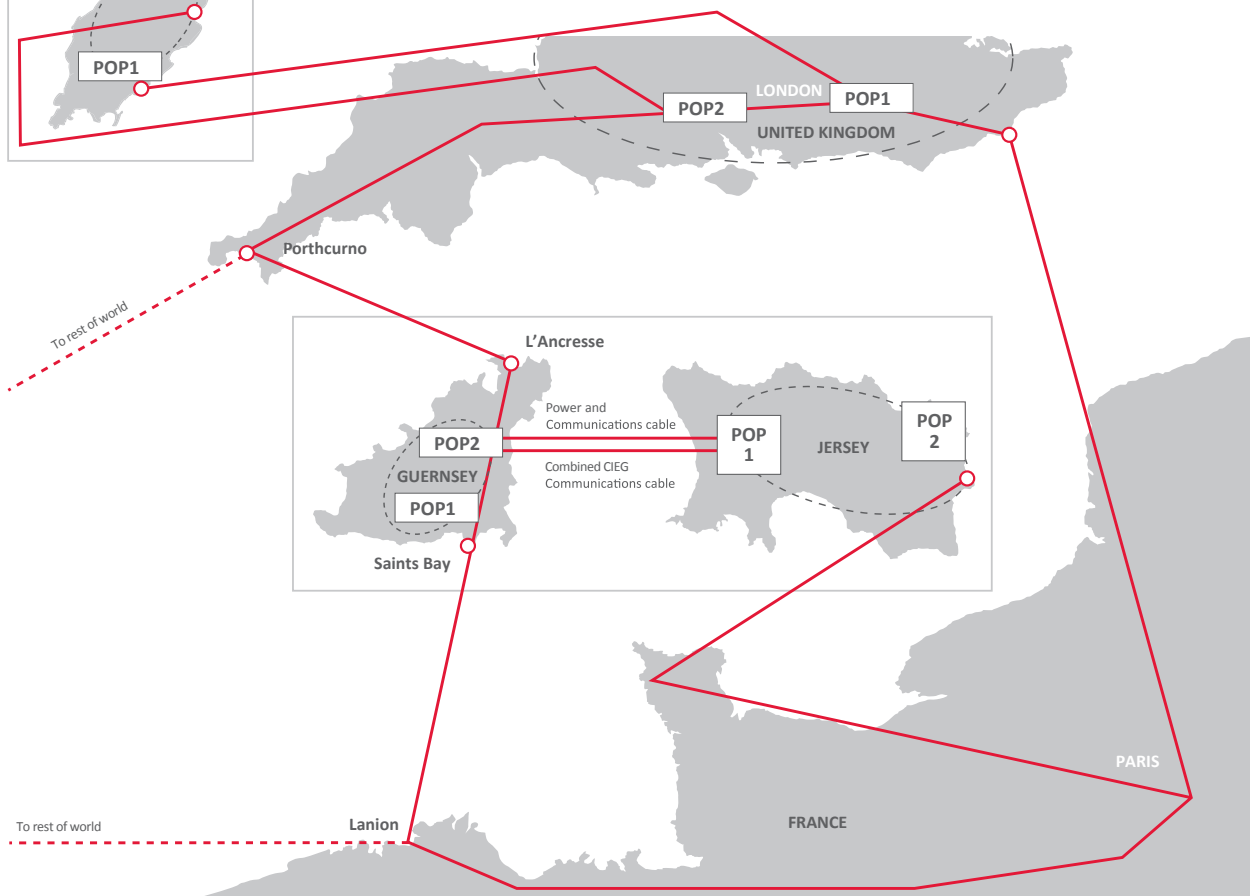 POP1
LONDON
POP1
POP2
UNITED KINGDOM
Porthcurno
To rest of world
L’Ancresse
Power and
Communications cable
POP2
POP
1
POP
2
JERSEY
GUERNSEY
Combined CIEG
Communications cable
POP1
Saints Bay
PARIS
To rest of world
Lanion
FRANCE